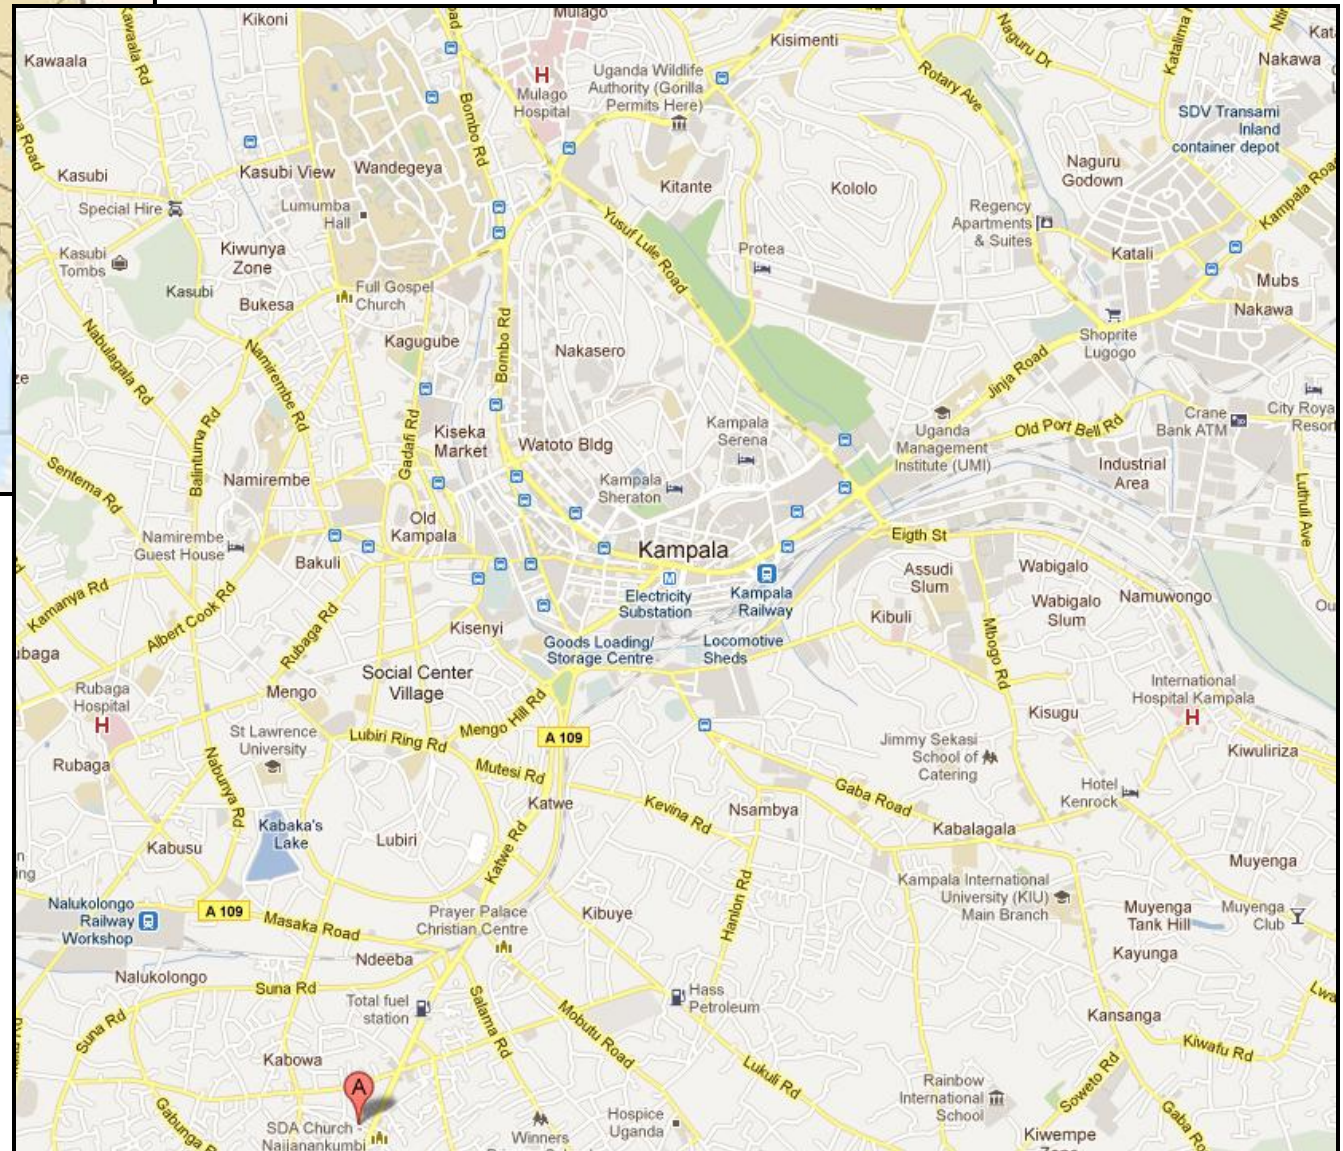 Mulago
Kikoni
Kawaala Rd
Kisimenti
Naguru Dr
Katalima
Kawaala
Nakawa
H
Mulago
Hospital
Uganda Wildlife
Authority (Gorilla
Permits Here)
Rotary Ave
Bombo Rd
SDV Transami
Inland
container depot
Road
Kasubi
Kasubi View
Wandegeya
Kitante
Kololo
Naguru
Godown
Special Hire
Lumumba
Hall
Yusuf Lule Road
Regency
Apartments
& Suites
Kampala Road
Kasubi
Tombs
Kiwunya
Zone
Protea
Katali
Kasubi
Bukesa
Full Gospel
Church
Mubs
Nakawa
Nabulagala Rd
Namirembe Rd
Kagugube
Bombo Rd
Nakasero
Shoprite
Lugogo
Jinja Road
Balintuma Rd
Gadafi Rd
Kiseka
Market
Watoto Bldg
Kampala
Serena
Uganda
Management
Institute (UMI)
Old Port Bell Rd
Crane
Bank ATM
City Roya
Resor
Sentema Rd
Namirembe
Kampala
Sheraton
Industrial
Area
Luthuli Ave
Namirembe
Guest House
Old
Kampala
Bakuli
Kampala
Eigth St
Kamanya Rd
Albert Cook Rd
Rubaga Rd
M
Electricity
Substation
Kampala
Railway
Assudi
Slum
Wabigalo
Wabigalo
Slum
Namuwongo
Kibuli
Kisenyi
Goods Loading/
Storage Centre
Locomotive
Sheds
Mbogo Rd
ubaga
Social Center
Village
Rubaga
Hospital
H
Mengo
International
Hospital Kampala
H
St Lawrence
University
Lubiri Ring Rd
Mengo Hill Rd
A 109
Kisugu
Jimmy Sekasi
School of
Catering
Kiwuliriza
Rubaga
Nabunya Rd
Mutesi Rd
Katwe
Kevina Rd
Nsambya
Gaba Road
Hotel
Kenrock
Kabusu
Kabaka's
Lake
Lubiri
Katwe Rd
Kabalagala
Muyenga
Kampala International
University (KIU)
Main Branch
Hanlon Rd
Nalukolongo
Railway
Workshop
A 109
Masaka Road
Prayer Palace
Christian Centre
Kibuye
Muyenga
Tank Hill
Muyenga
Club
Ndeeba
Kayunga
Nalukolongo
Suna Rd
Total fuel
station
Salama Rd
Hass
Petroleum
Mobutu Road
Suna Rd
Kansanga
Kiwafu Rd
Kabowa
A
Lukuli Rd
Rainbow
International
School
Soweto Rd
Gabunga
SDA Church
Najjanankumbi
Winners
Hospice
Uganda
Kiwempe
Gaba